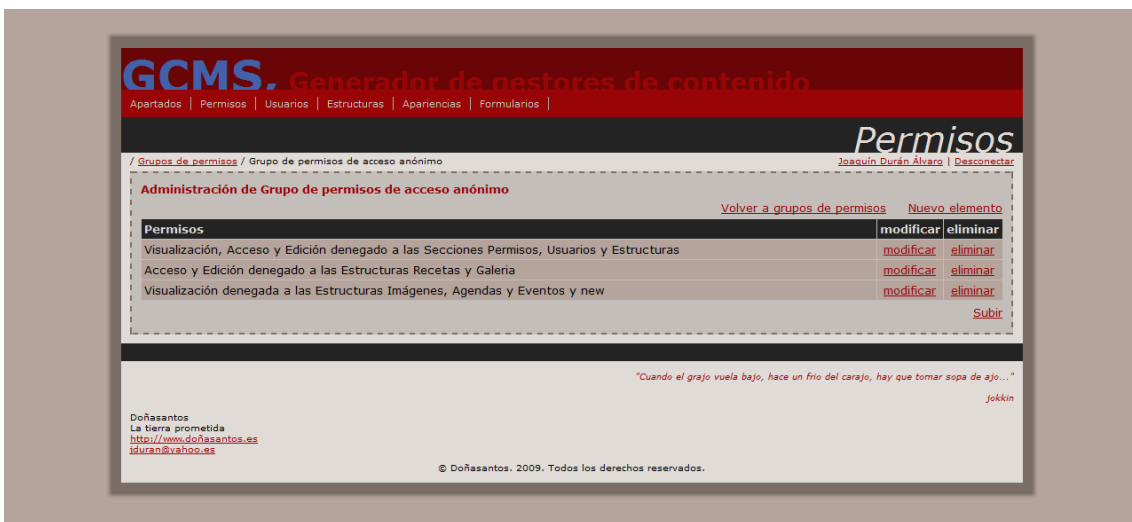 GCMS, Generador de gestores de contenido
Apartados | Permisos | Usuarios | Estructuras | Apariencias | Formularios |
Permisos
/ Grupos de permisos / Grupo de permisos de acceso anónimo Joaquín Durán Álvaro | Desconectar
Administración de Grupo de permisos de acceso anónimo
Volver a grupos de permisos Nuevo elemento
Permisos modificar eliminar
Visualización, Acceso y Edición denegado a las Secciones Permisos, Usuarios y Estructuras modificar eliminar
Acceso y Edición denegado a las Estructuras Recetas y Galeria modificar eliminar
Visualización denegada a las Estructuras Imágenes, Agendas y Eventos y new modificar eliminar
Subir
"Cuando el grajo vuela bajo, hace un frio del carajo, hay que tomar sopa de ajo..."
jokkin
Doñasantos
La tierra prometida
http://www.doñasantos.es
jduran@yahoo.es
© Doñasantos. 2009. Todos los derechos reservados.